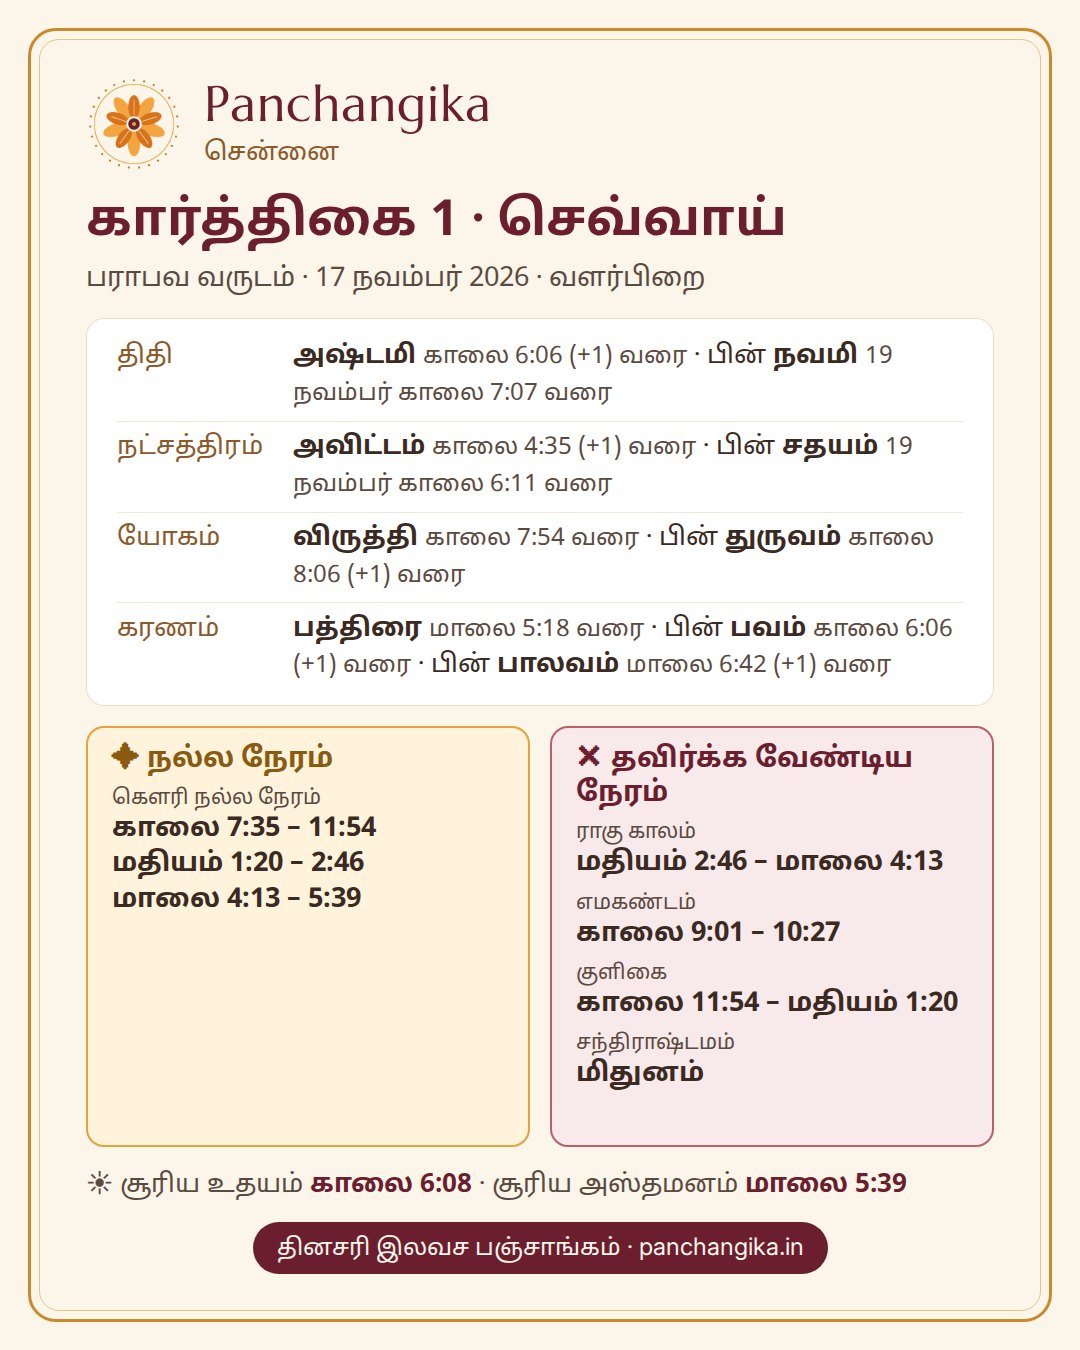 Panchangika
சென்னை
கார்த்திகை 1 · செவ்வாய்
பராபவ வருடம் · 17 நவம்பர் 2026 · வளர்பிறை
திதி
அஷ்டமி காலை 6:06 (+1) வரை · பின் நவமி 19
நவம்பர் காலை 7:07 வரை
நட்சத்திரம்
அவிட்டம் காலை 4:35 (+1) வரை · பின் சதயம் 19
நவம்பர் காலை 6:11 வரை
யோகம்
விருத்தி காலை 7:54 வரை · பின் துருவம் காலை
8:06 (+1) வரை
கரணம்
பத்திரை மாலை 5:18 வரை · பின் பவம் காலை 6:06
(+1) வரை · பின் பாலவம் மாலை 6:42 (+1) வரை
நல்ல நேரம்
கௌரி நல்ல நேரம்
காலை 7:35 – 11:54
மதியம் 1:20 – 2:46
மாலை 4:13 – 5:39
தவிர்க்க வேண்டிய
நேரம்
ராகு காலம்
மதியம் 2:46 – மாலை 4:13
எமகண்டம்
காலை 9:01 – 10:27
குளிகை
காலை 11:54 – மதியம் 1:20
சந்திராஷ்டமம்
மிதுனம்
சூரிய உதயம் காலை 6:08 · சூரிய அஸ்தமனம் மாலை 5:39
தினசரி இலவச பஞ்சாங்கம் · panchangika.in